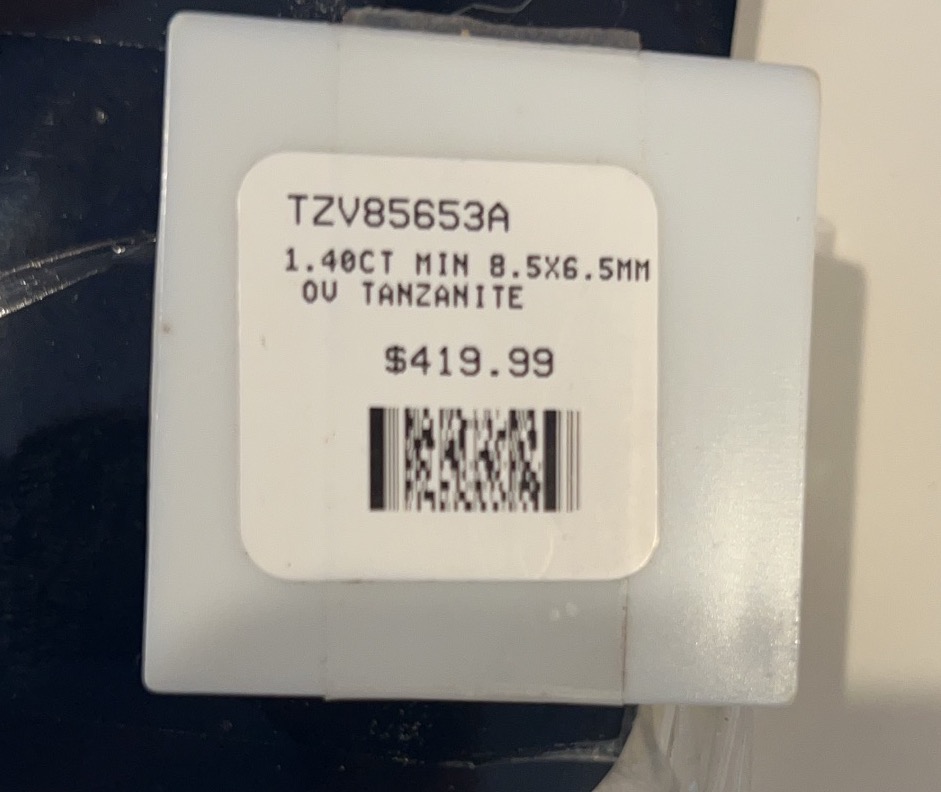 TZV85653A
1.40CT MIN 8.5X6.5MM
OV TANZANITE
$419.99